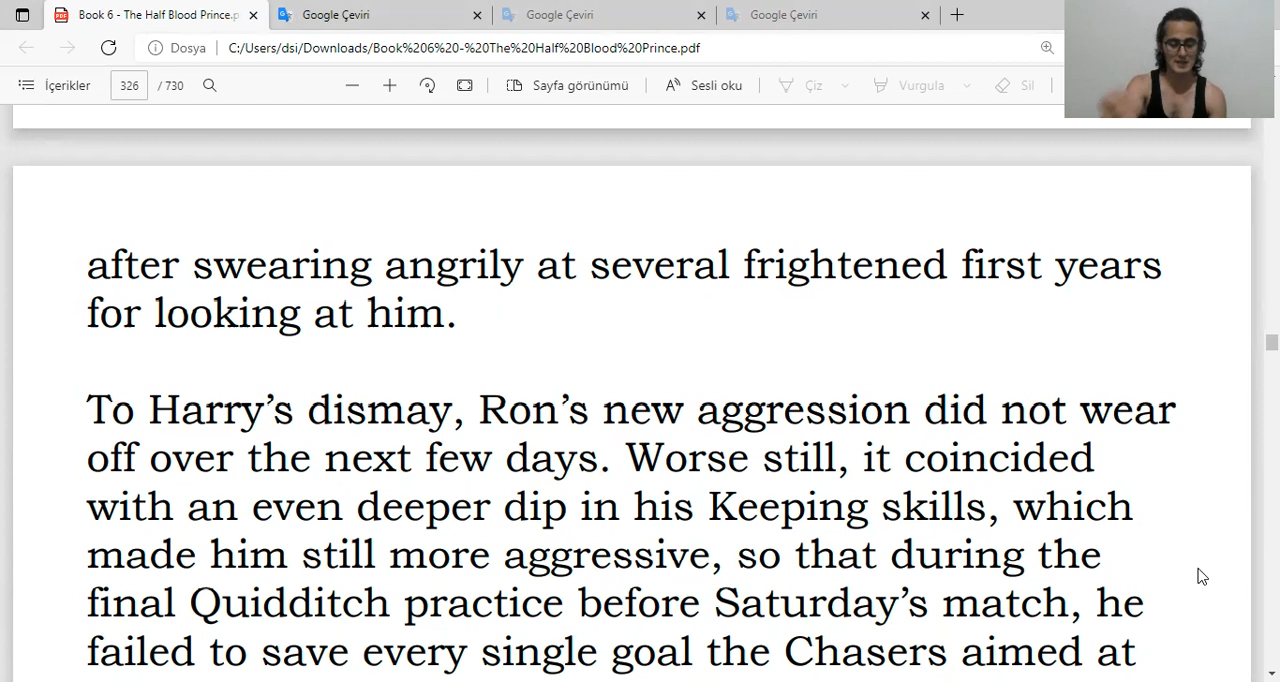 Book 6 - The Half Blood Prince.p
Google Çeviri
Google Çeviri
Google Çeviri
Dosya
C:/Users/dsi/Downloads/Book%206%20-%20The%20Half%20Blood%20Prince.pdf
İçerikler
326
/ 730
Sayfa görünümü
Sesli oku
Çiz
Vurgula
Sil
after swearing angrily at several frightened first years
for looking at him.
To Harry’s dismay, Ron’s new aggression did not wear
off over the next few days. Worse still, it coincided
with an even deeper dip in his Keeping skills, which
made him still more aggressive, so that during the
final Quidditch practice before Saturday’s match, he
failed to save every single goal the Chasers aimed at